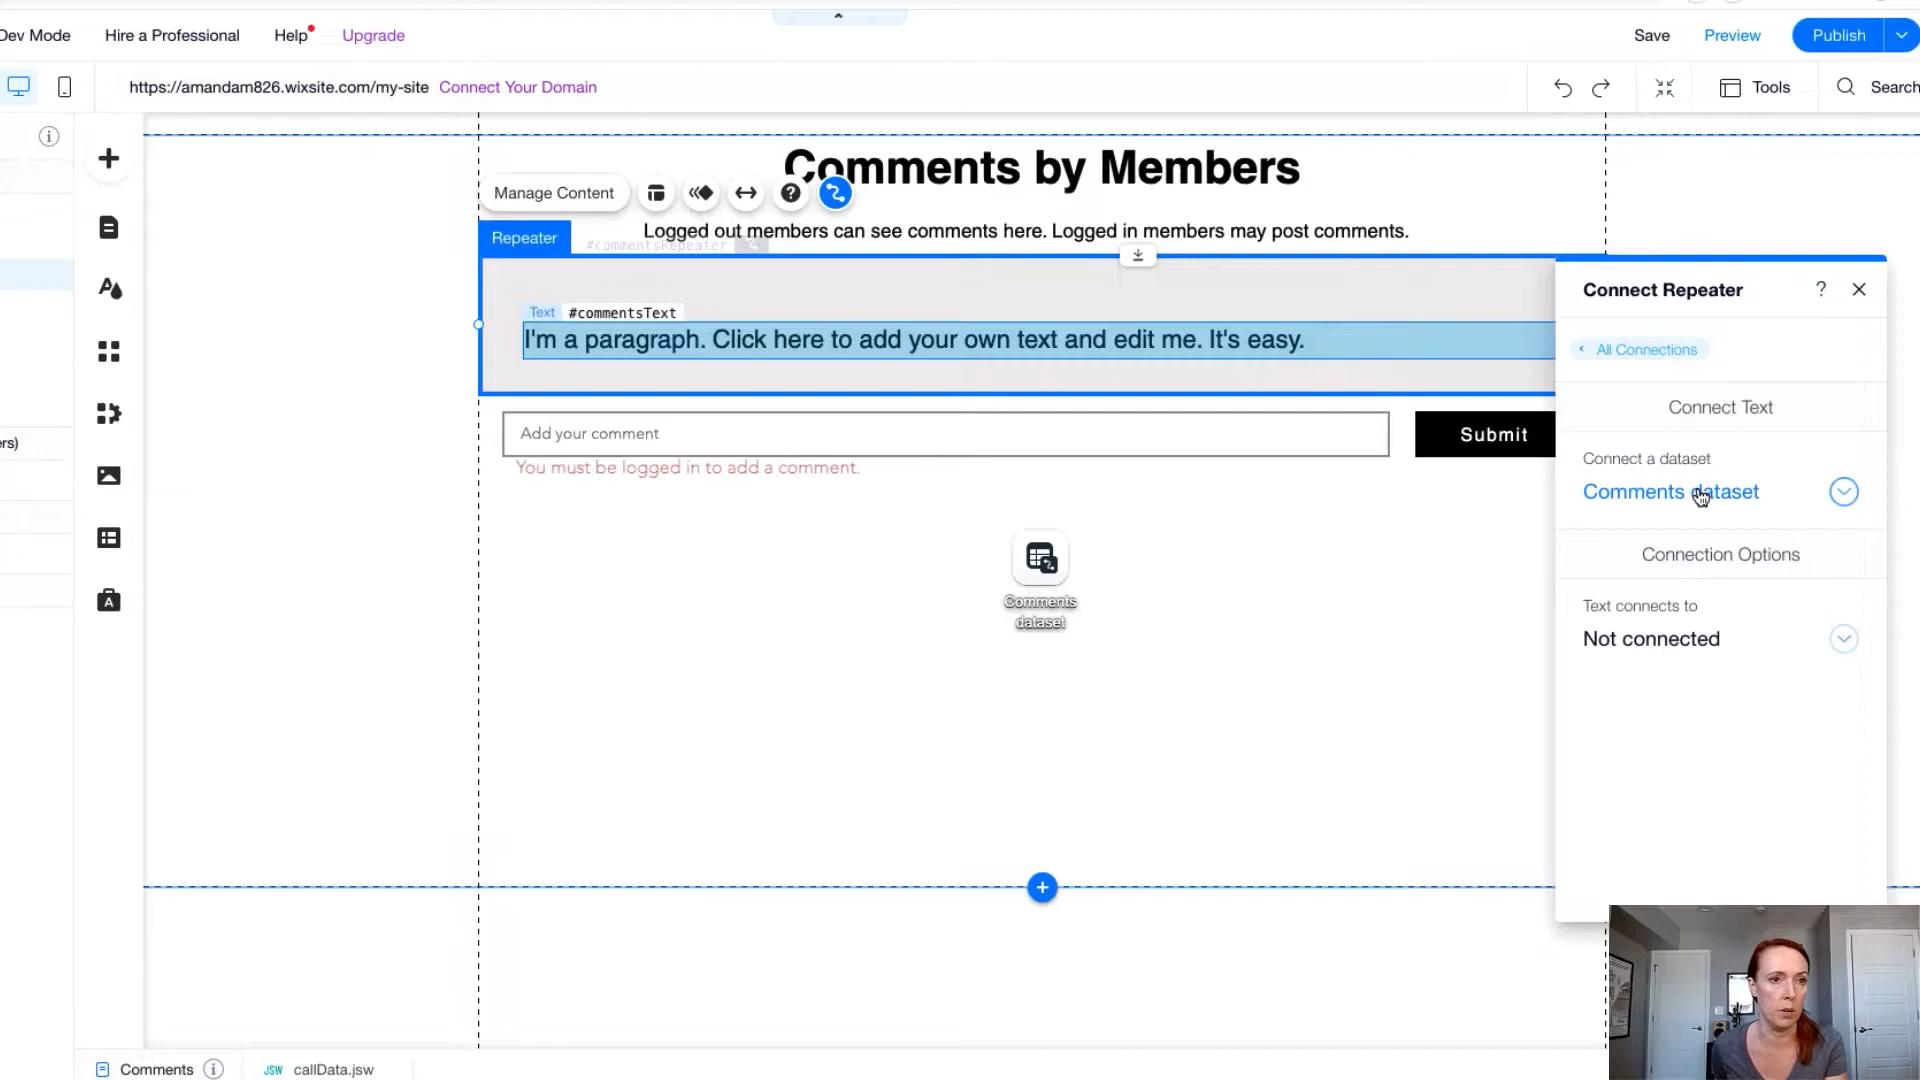 Dev Mode
Hire a Professional
Help
Upgrade
Save
Preview
Publish
https://amandam826.wixsite.com/my-site
Connect Your Domain
Tools
Search
Comments by Members
Manage Content
Logged out members can see comments here. Logged in members may post comments.
Repeater
#commentsRepeater
Text
#commentsText
I'm a paragraph. Click here to add your own text and edit me. It's easy.
Add your comment
Submit
You must be logged in to add a comment.
Comments
dataset
Connect Repeater
?
All Connections
Connect Text
Connect a dataset
Comments dataset
Connection Options
Text connects to
Not connected
ers)
Comments
JSW callData.jsw